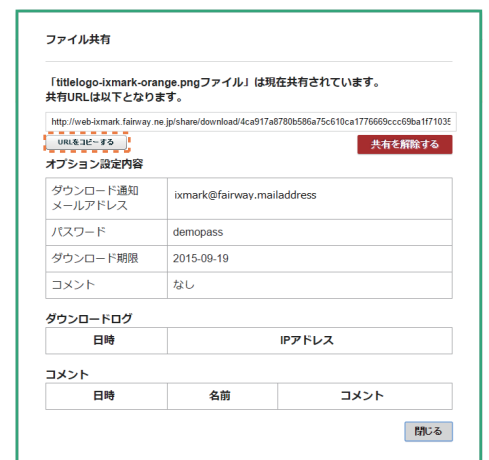 ファイル共有
「titlelogo-ixmark-orange.pngファイル」は現在共有されています。
共有URLは以下となります。
http://web-ixmark.fairway.ne.jp/share/download/4ca917a8780b586a75c610ca1776669ccc69ba1f71035
URLをコピーする
共有を解除する
オプション設定内容
ダウンロード通知
メールアドレス
ixmark@fairway.mailaddress
パスワード
demopass
ダウンロード期限
2015-09-19
コメント
なし
ダウンロードログ
日時 IPアドレス
コメント
日時 名前 コメント
閉じる